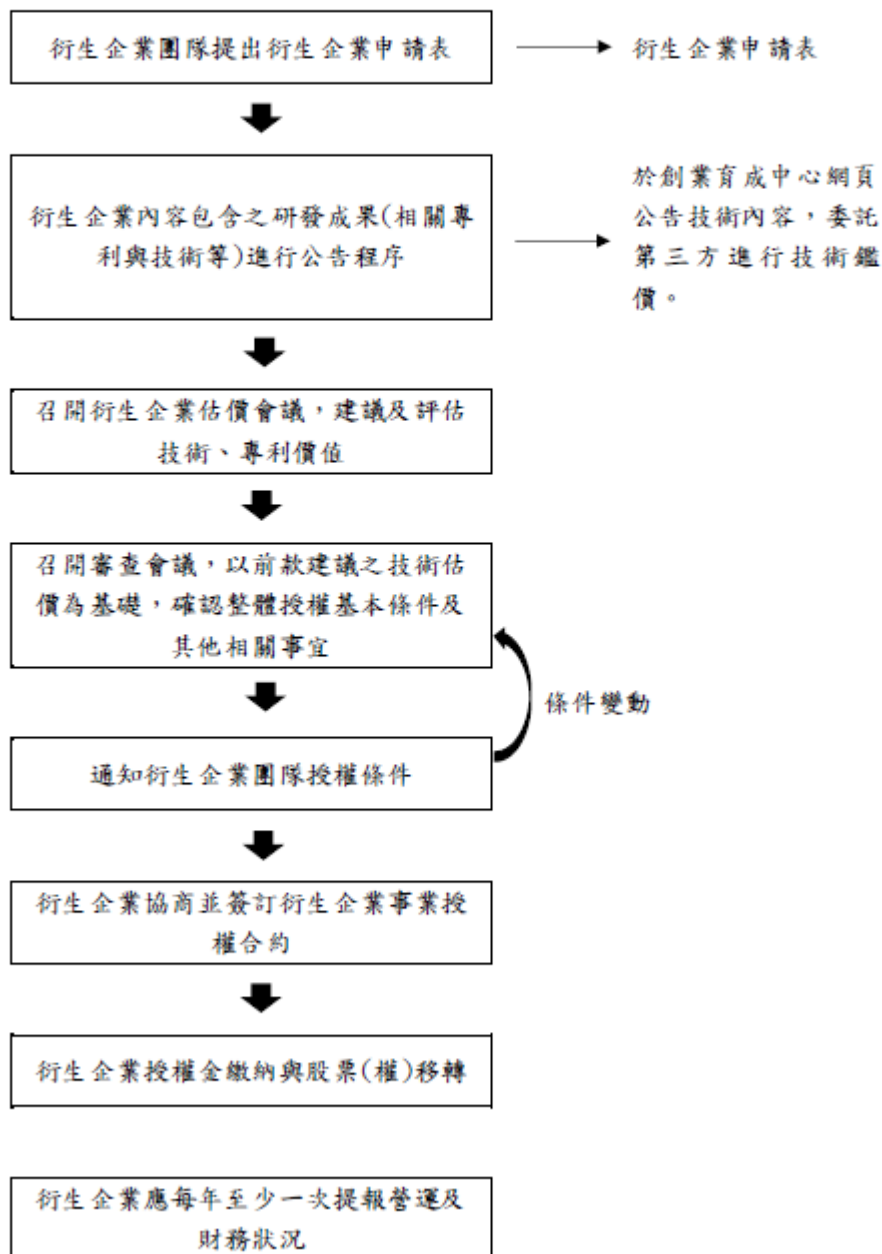 衍生企業團隊提出衍生企業申請表
衍生企業申請表
衍生企業內容包含之研發成果(相關專
利與技術等)進行公告程序
於創業育成中心網頁
公告技術內容，委託
第三方進行技術鑑
價。
召開衍生企業估價會議，建議及評估
技術、專利價值
召開審查會議，以前款建議之技術估
價為基礎，確認整體授權基本條件及
其他相關事宜
條件變動
通知衍生企業團隊授權條件
衍生企業協商並簽訂衍生企業事業授
權合約
衍生企業授權金繳納與股票(權)移轉
衍生企業應每年至少一次提報營運及
財務狀況